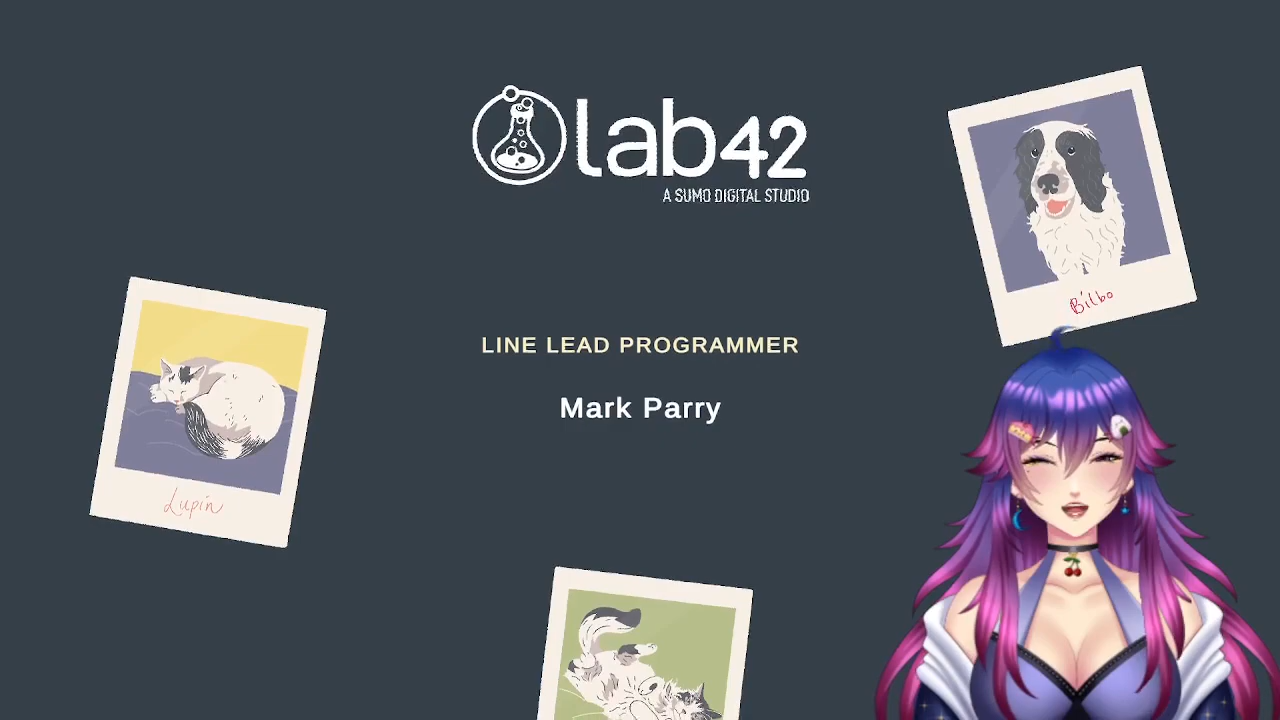 lab42
A SUMO DIGITAL STUDIO
Bilbo
LINE LEAD PROGRAMMER
Mark Parry
Lupin